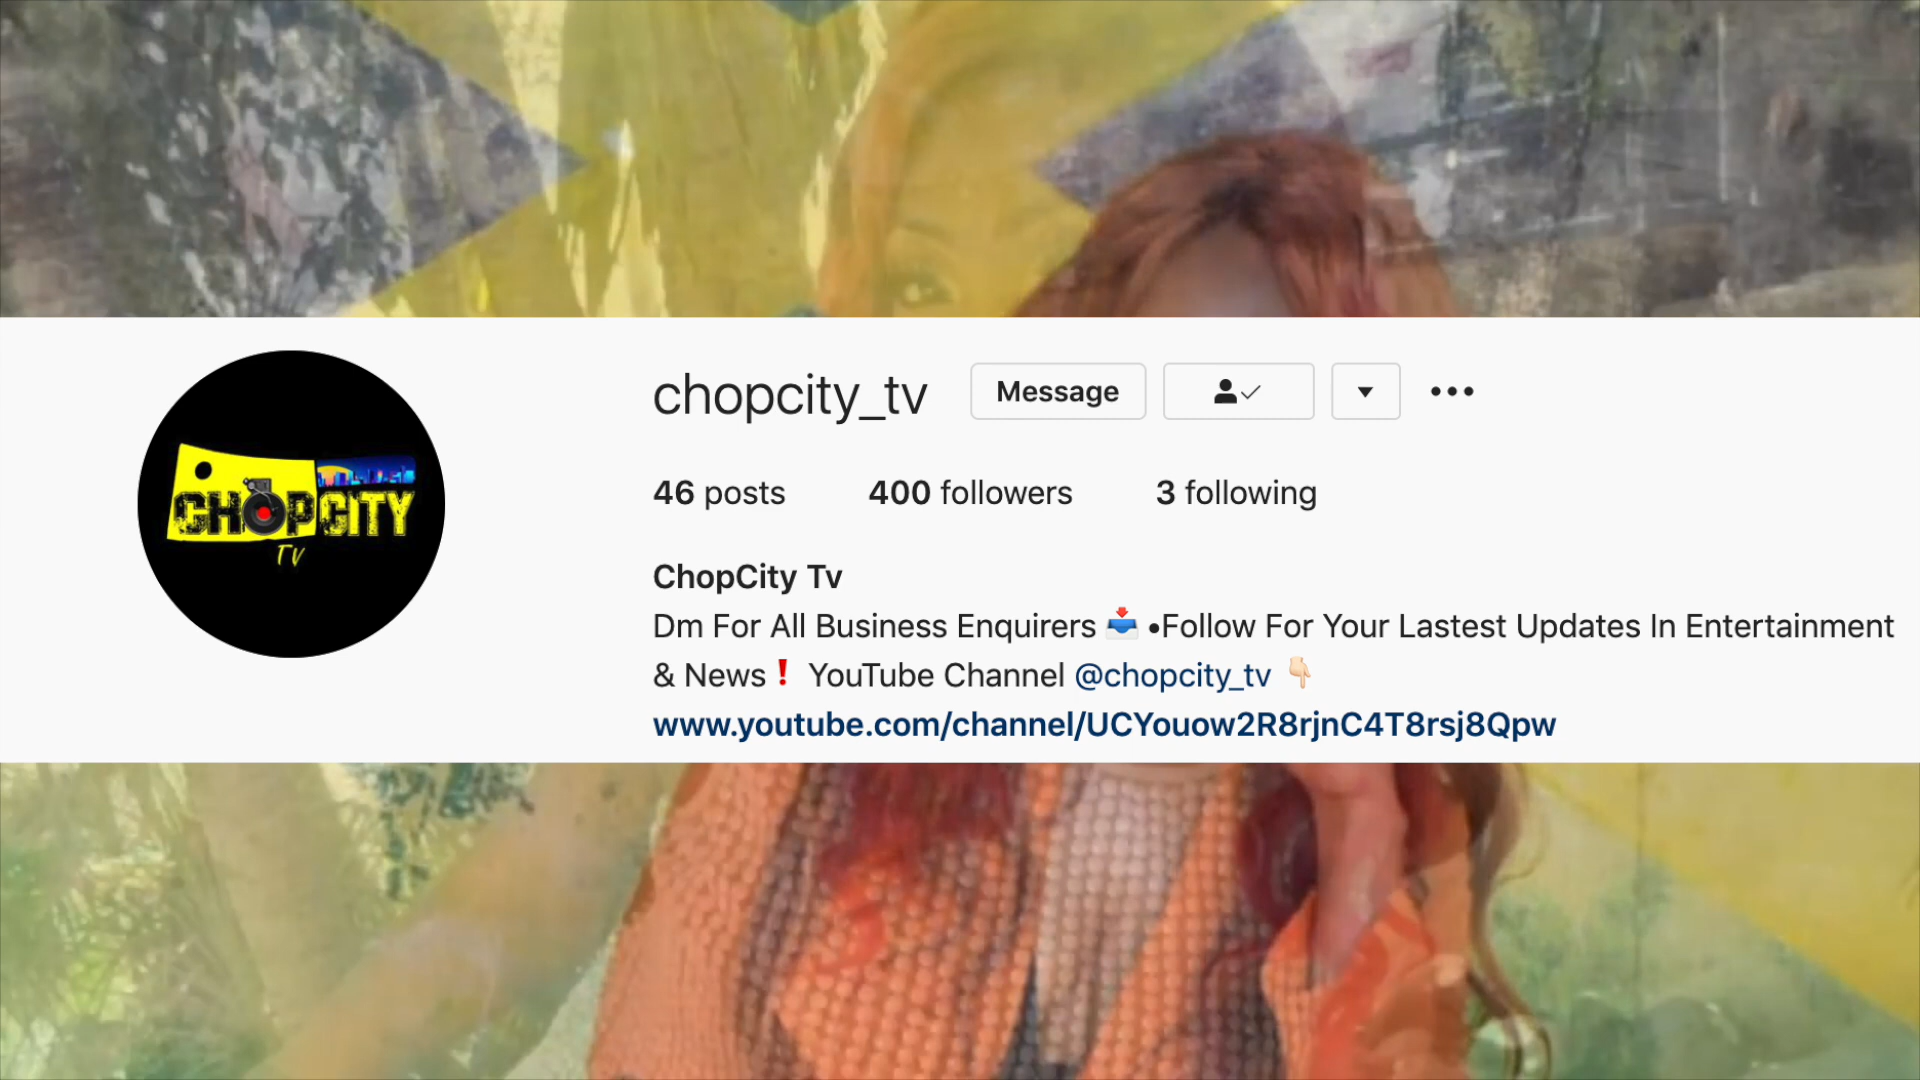 CHOPCITY
Tv
chopcity_tv Message
46 posts 400 followers 3 following
ChopCity Tv
Dm For All Business Enquirers 📥 •Follow For Your Lastest Updates In Entertainment
& News❗ YouTube Channel @chopcity_tv 👇🏻
www.youtube.com/channel/UCYouow2R8rjnC4T8rsj8Qpw